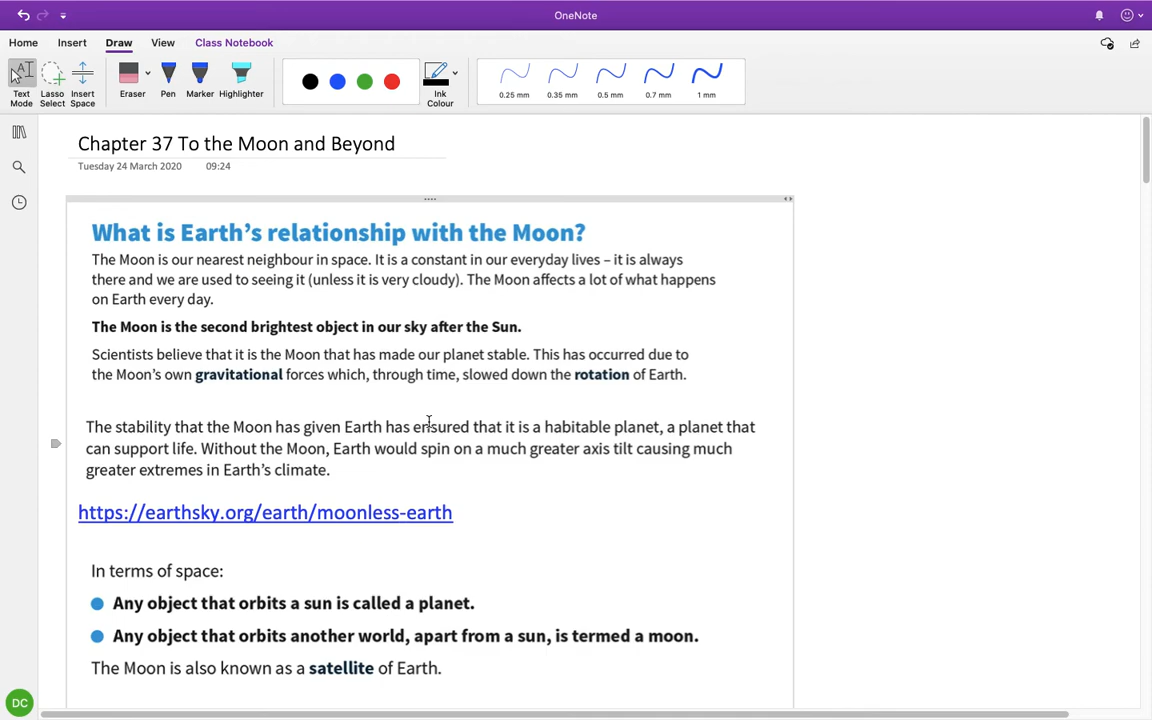 OneNote
Home Insert Draw View Class Notebook
Text Mode Lasso Select Insert Space Eraser Pen Marker Highlighter Ink Colour 0.25 mm 0.35 mm 0.5 mm 0.7 mm 1 mm
Chapter 37 To the Moon and Beyond
Tuesday 24 March 2020 09:24
What is Earth's relationship with the Moon?
The Moon is our nearest neighbour in space. It is a constant in our everyday lives – it is always
there and we are used to seeing it (unless it is very cloudy). The Moon affects a lot of what happens
on Earth every day.
The Moon is the second brightest object in our sky after the Sun.
Scientists believe that it is the Moon that has made our planet stable. This has occurred due to
the Moon's own gravitational forces which, through time, slowed down the rotation of Earth.
The stability that the Moon has given Earth has ensured that it is a habitable planet, a planet that
can support life. Without the Moon, Earth would spin on a much greater axis tilt causing much
greater extremes in Earth's climate.
https://earthsky.org/earth/moonless-earth
In terms of space:
Any object that orbits a sun is called a planet.
Any object that orbits another world, apart from a sun, is termed a moon.
The Moon is also known as a satellite of Earth.
DC